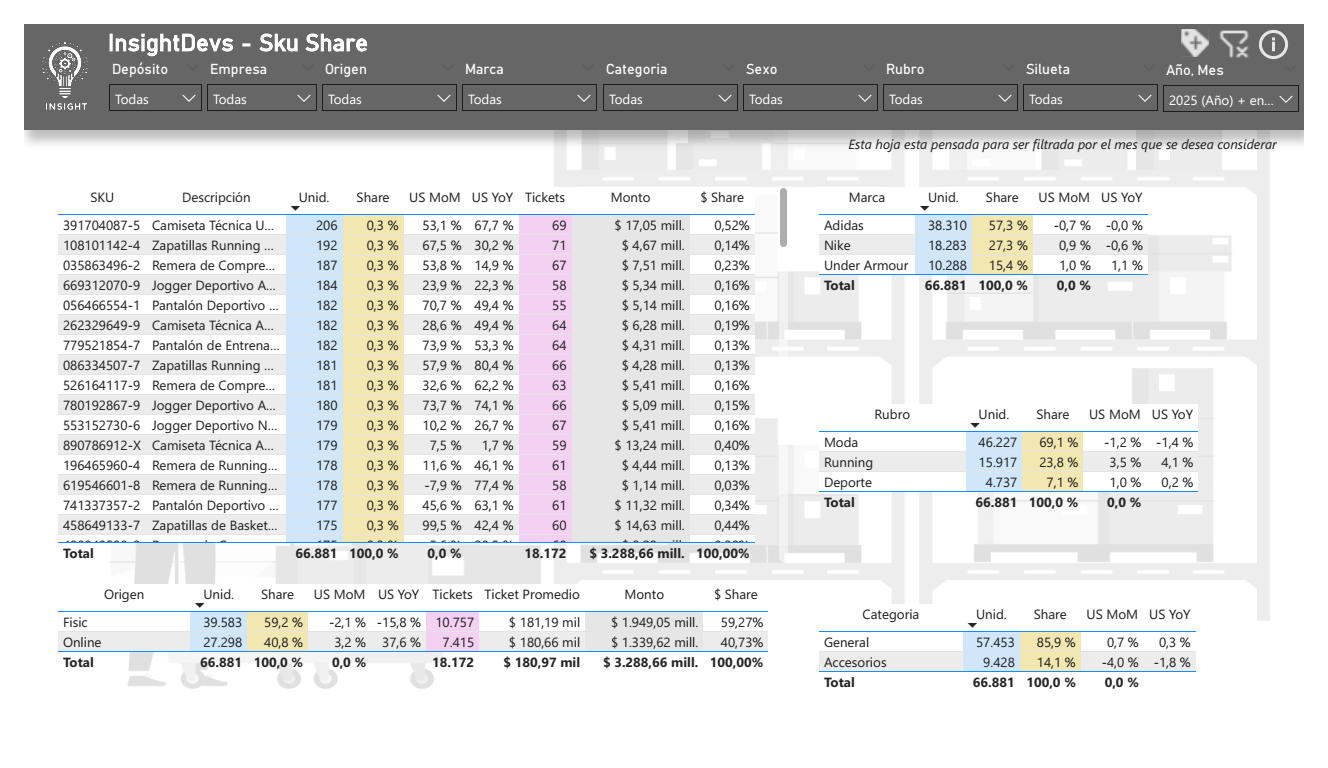 InsightDevs - Sku Share
INSIGHT
Depósito Empresa Origen Marca Categoria Sexo Rubro Silueta Año, Mes
Todas Todas Todas Todas Todas Todas Todas Todas 2025 (Año) + en...
Esta hoja esta pensada para ser filtrada por el mes que se desea considerar
SKU Descripción Unid. Share US MoM US YoY Tickets Monto $ Share
391704087-5 Camiseta Técnica U... 206 0,3 % 53,1 % 67,7 % 69 $ 17,05 mill. 0,52%
108101142-4 Zapatillas Running ... 192 0,3 % 67,5 % 30,2 % 71 $ 4,67 mill. 0,14%
035863496-2 Remera de Compre... 187 0,3 % 53,8 % 14,9 % 67 $ 7,51 mill. 0,23%
669312070-9 Jogger Deportivo A... 184 0,3 % 23,9 % 22,3 % 58 $ 5,34 mill. 0,16%
056466554-1 Pantalón Deportivo ... 182 0,3 % 70,7 % 49,4 % 55 $ 5,14 mill. 0,16%
262329649-9 Camiseta Técnica A... 182 0,3 % 28,6 % 49,4 % 64 $ 6,28 mill. 0,19%
779521854-7 Pantalón de Entrena... 182 0,3 % 73,9 % 53,3 % 64 $ 4,31 mill. 0,13%
086334507-7 Zapatillas Running ... 181 0,3 % 57,9 % 80,4 % 66 $ 4,28 mill. 0,13%
526164117-9 Remera de Compre... 181 0,3 % 32,6 % 62,2 % 63 $ 5,41 mill. 0,16%
780192867-9 Jogger Deportivo A... 180 0,3 % 73,7 % 74,1 % 66 $ 5,09 mill. 0,15%
553152730-6 Jogger Deportivo N... 179 0,3 % 10,2 % 26,7 % 67 $ 5,41 mill. 0,16%
890786912-X Camiseta Técnica A... 179 0,3 % 7,5 % 1,7 % 59 $ 13,24 mill. 0,40%
196465960-4 Remera de Running... 178 0,3 % 11,6 % 46,1 % 61 $ 4,44 mill. 0,13%
619546601-8 Remera de Running... 178 0,3 % -7,9 % 77,4 % 58 $ 1,14 mill. 0,03%
741337357-2 Pantalón Deportivo ... 177 0,3 % 45,6 % 63,1 % 61 $ 11,32 mill. 0,34%
458649133-7 Zapatillas de Basket... 175 0,3 % 99,5 % 42,4 % 60 $ 14,63 mill. 0,44%
Total 66.881 100,0 % 0,0 % 18.172 $ 3.288,66 mill. 100,00%
Origen Unid. Share US MoM US YoY Tickets Ticket Promedio Monto $ Share
Fisic 39.583 59,2 % -2,1 % -15,8 % 10.757 $ 181,19 mil $ 1.949,05 mill. 59,27%
Online 27.298 40,8 % 3,2 % 37,6 % 7.415 $ 180,66 mil $ 1.339,62 mill. 40,73%
Total 66.881 100,0 % 0,0 % 18.172 $ 180,97 mil $ 3.288,66 mill. 100,00%
Marca Unid. Share US MoM US YoY
Adidas 38.310 57,3 % -0,7 % -0,0 %
Nike 18.283 27,3 % 0,9 % -0,6 %
Under Armour 10.288 15,4 % 1,0 % 1,1 %
Total 66.881 100,0 % 0,0 %
Rubro Unid. Share US MoM US YoY
Moda 46.227 69,1 % -1,2 % -1,4 %
Running 15.917 23,8 % 3,5 % 4,1 %
Deporte 4.737 7,1 % 1,0 % 0,2 %
Total 66.881 100,0 % 0,0 %
Categoria Unid. Share US MoM US YoY
General 57.453 85,9 % 0,7 % 0,3 %
Accesorios 9.428 14,1 % -4,0 % -1,8 %
Total 66.881 100,0 % 0,0 %